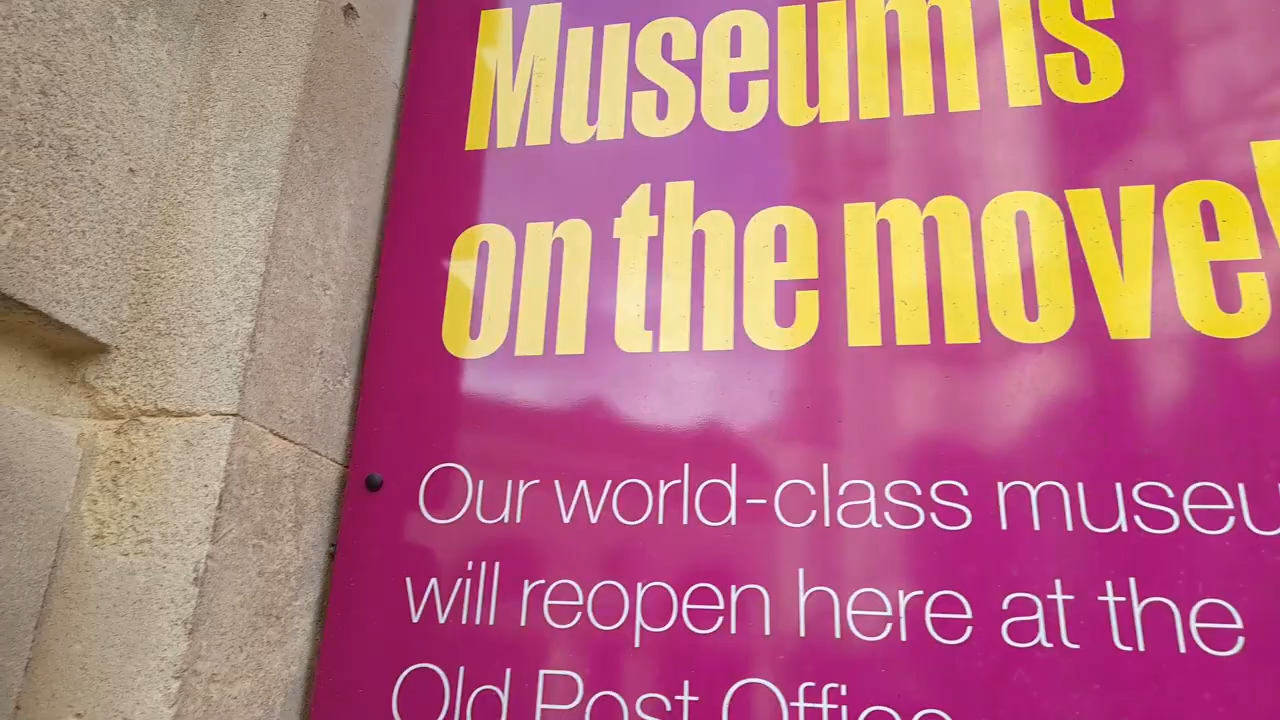 Museum is
on the move!
Our world-class museu
will reopen here at the
Old Post Office